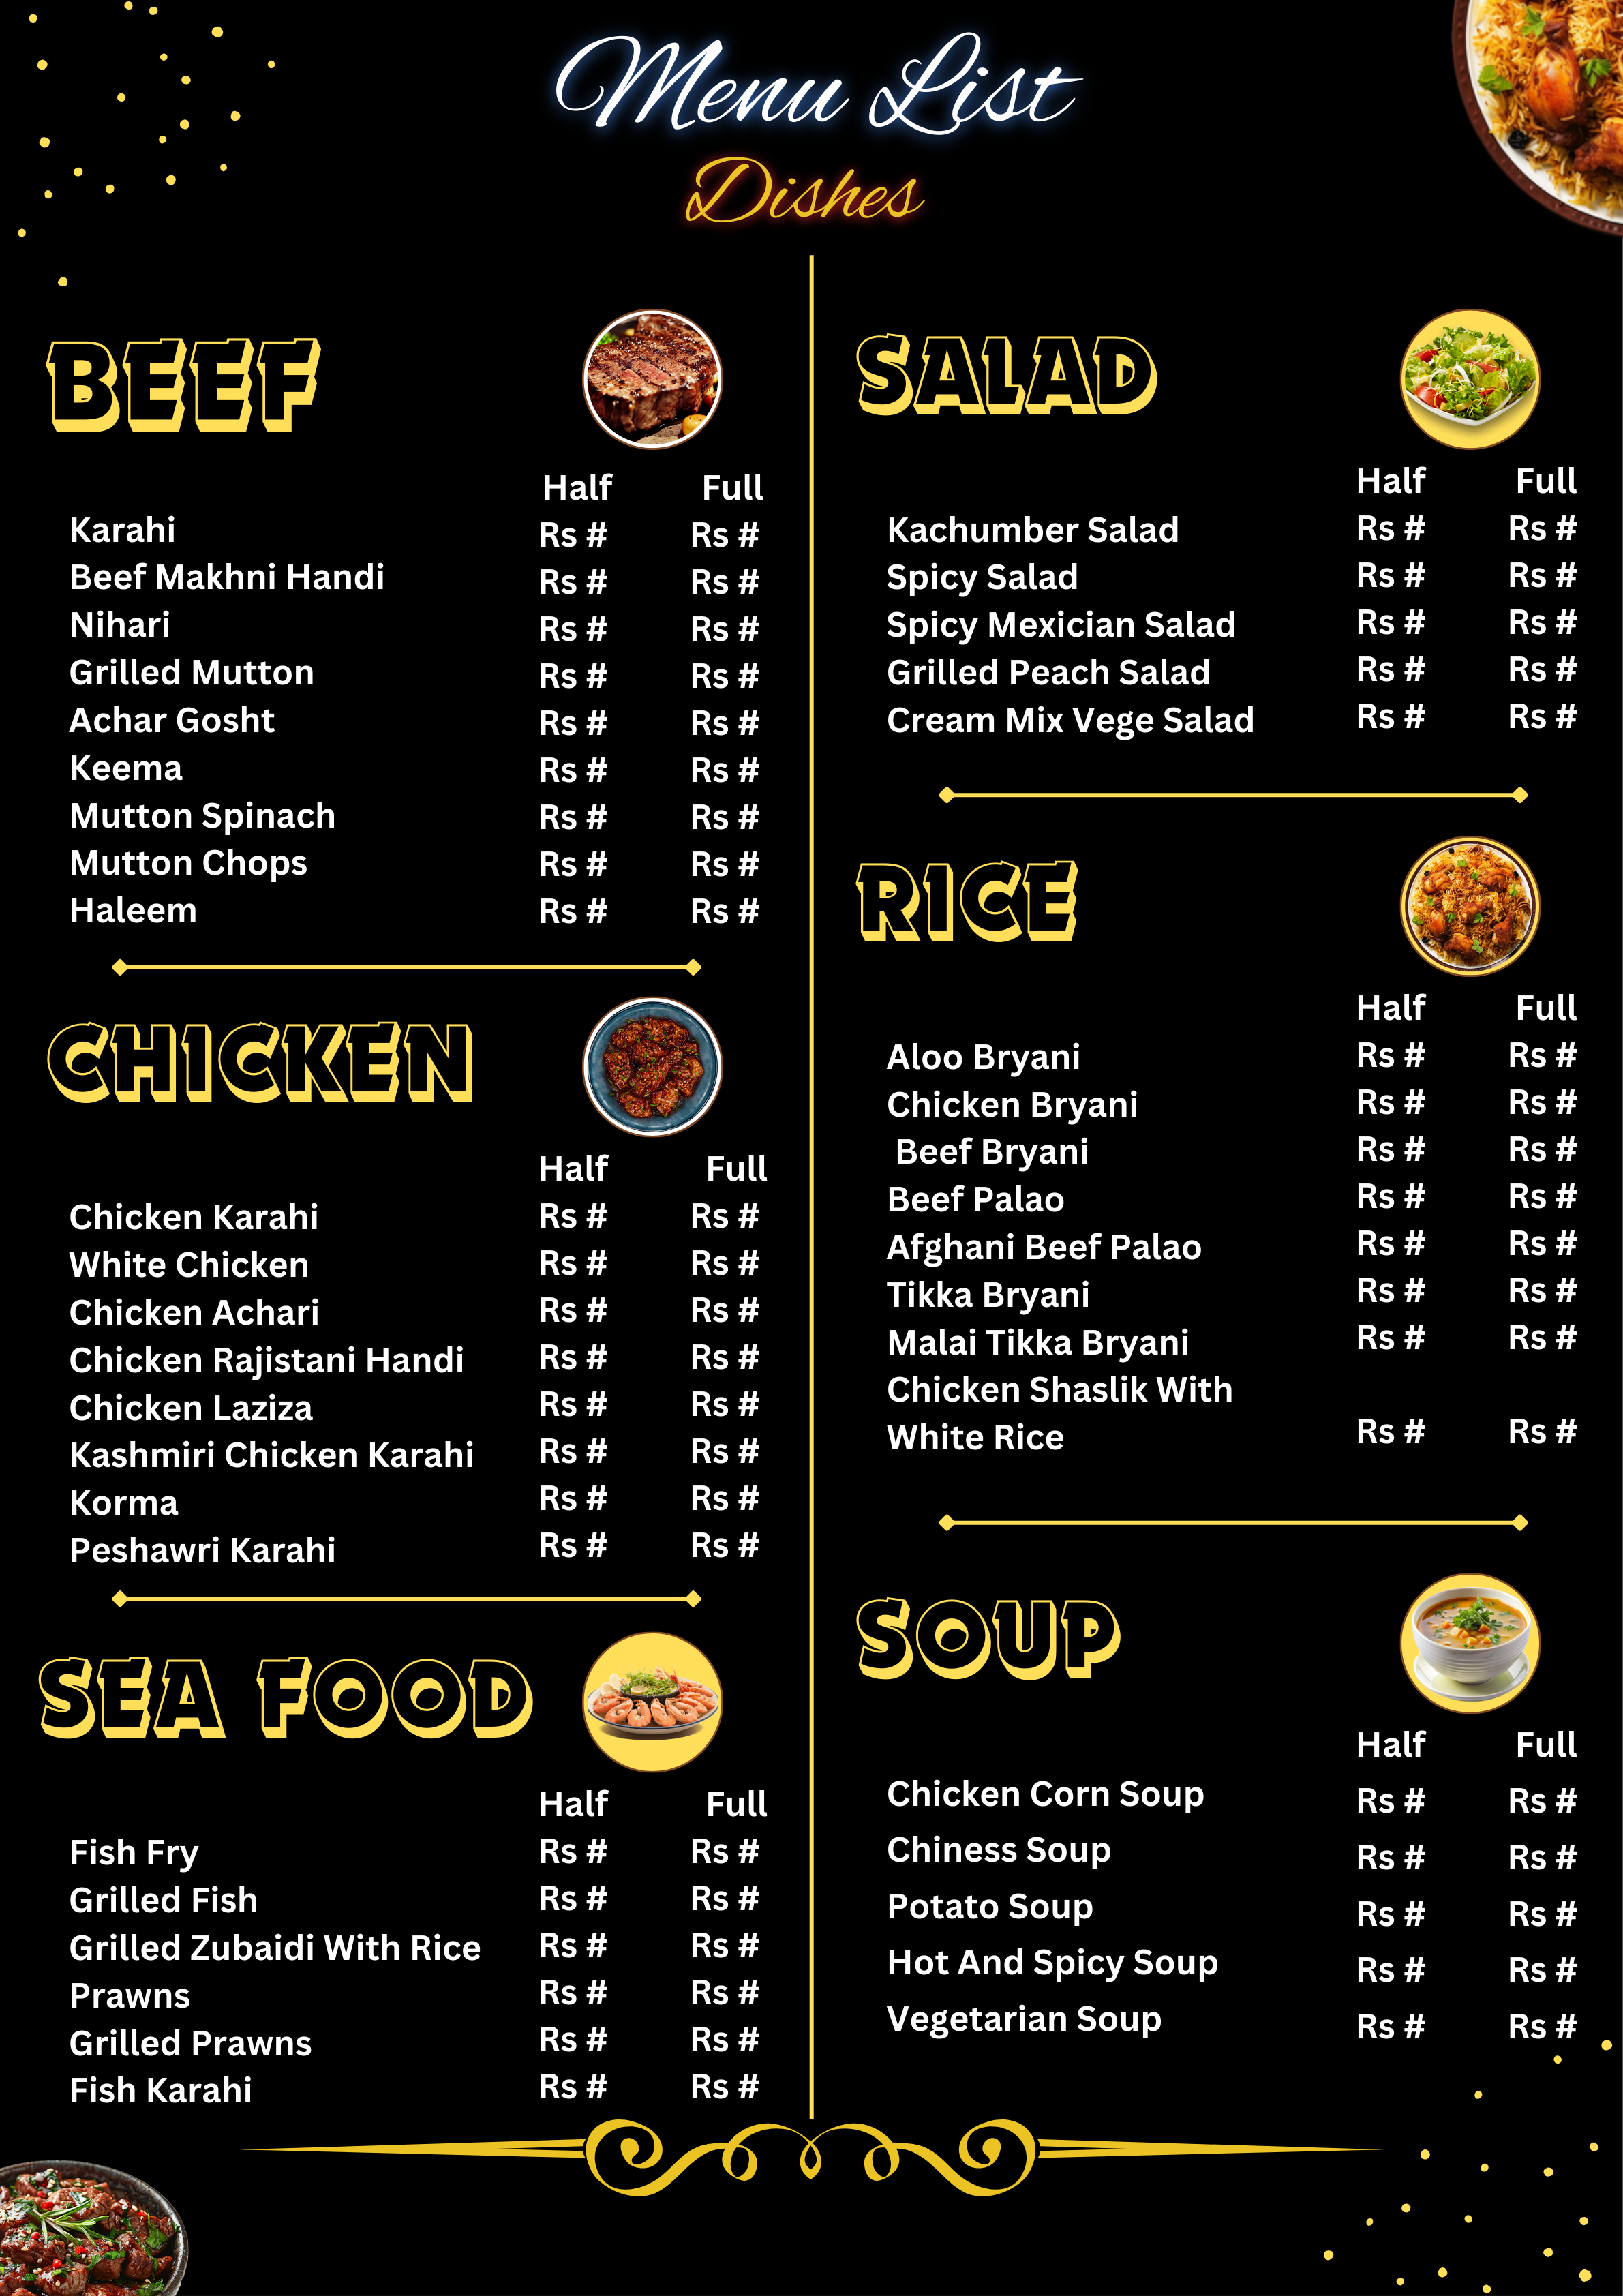 Menu List
Dishes
BEEF
Half Full
Karahi Rs # Rs #
Beef Makhni Handi Rs # Rs #
Nihari Rs # Rs #
Grilled Mutton Rs # Rs #
Achar Gosht Rs # Rs #
Keema Rs # Rs #
Mutton Spinach Rs # Rs #
Mutton Chops Rs # Rs #
Haleem Rs # Rs #
CHICKEN
Half Full
Chicken Karahi Rs # Rs #
White Chicken Rs # Rs #
Chicken Achari Rs # Rs #
Chicken Rajistani Handi Rs # Rs #
Chicken Laziza Rs # Rs #
Kashmiri Chicken Karahi Rs # Rs #
Korma Rs # Rs #
Peshawri Karahi Rs # Rs #
SEA FOOD
Half Full
Fish Fry Rs # Rs #
Grilled Fish Rs # Rs #
Grilled Zubaidi With Rice Rs # Rs #
Prawns Rs # Rs #
Grilled Prawns Rs # Rs #
Fish Karahi Rs # Rs #
SALAD
Half Full
Kachumber Salad Rs # Rs #
Spicy Salad Rs # Rs #
Spicy Mexician Salad Rs # Rs #
Grilled Peach Salad Rs # Rs #
Cream Mix Vege Salad Rs # Rs #
RICE
Half Full
Aloo Bryani Rs # Rs #
Chicken Bryani Rs # Rs #
Beef Bryani Rs # Rs #
Beef Palao Rs # Rs #
Afghani Beef Palao Rs # Rs #
Tikka Bryani Rs # Rs #
Malai Tikka Bryani Rs # Rs #
Chicken Shaslik With
White Rice Rs # Rs #
SOUP
Half Full
Chicken Corn Soup Rs # Rs #
Chiness Soup Rs # Rs #
Potato Soup Rs # Rs #
Hot And Spicy Soup Rs # Rs #
Vegetarian Soup Rs # Rs #